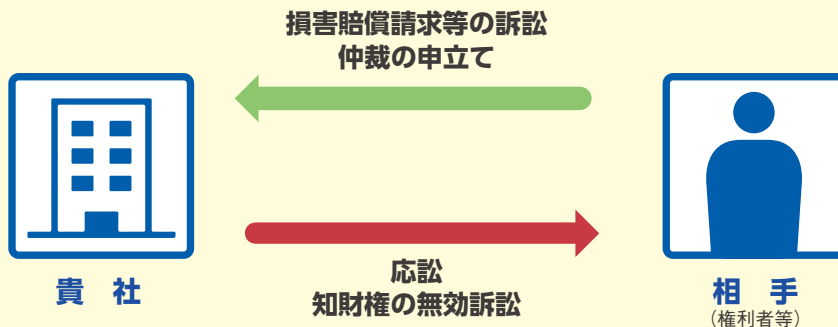 損害賠償請求等の訴訟
仲裁の申立て
貴 社
応訟
知財権の無効訴訟
相 手
（権利者等）